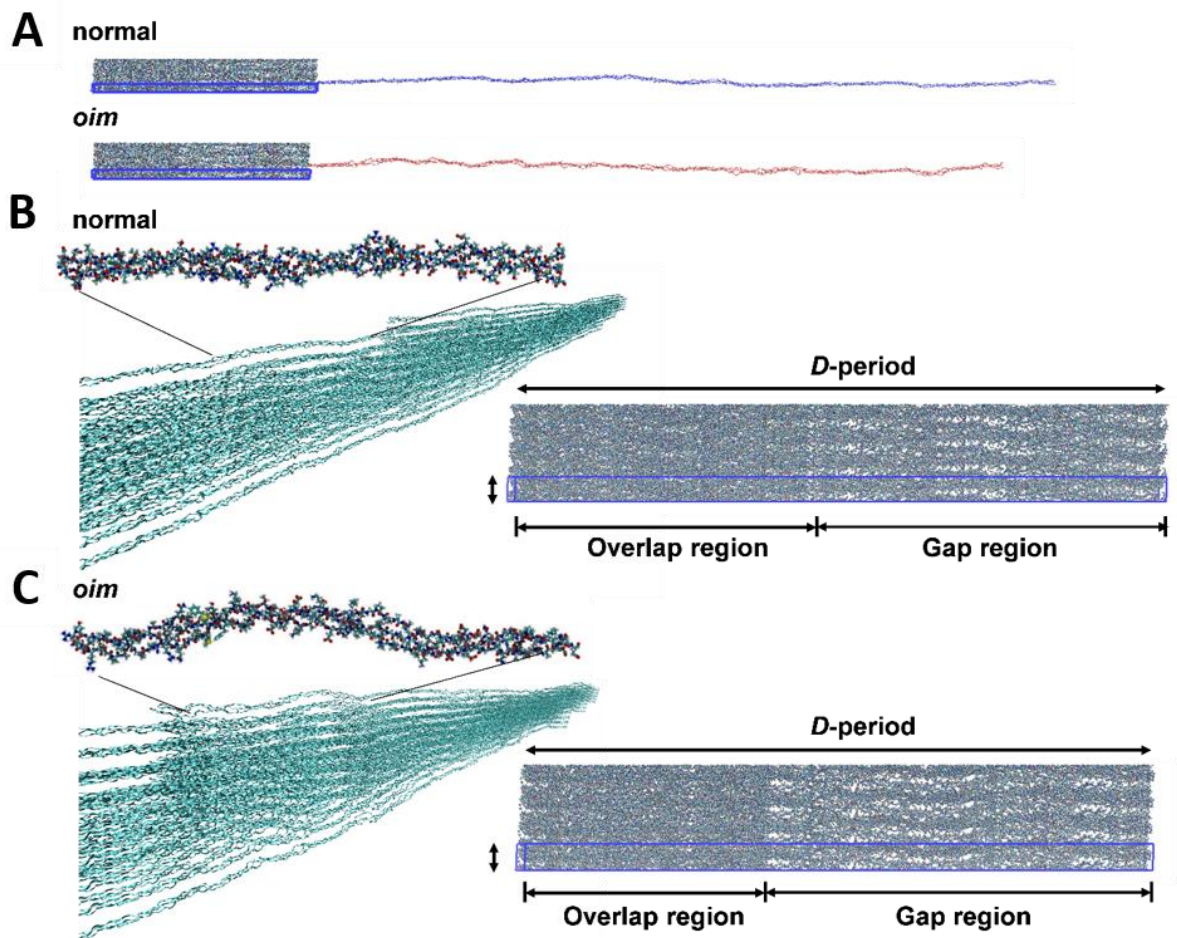 A
normal
oim
B
normal
D-period
Overlap region
Gap region
C
oim
D-period
Overlap region
Gap region